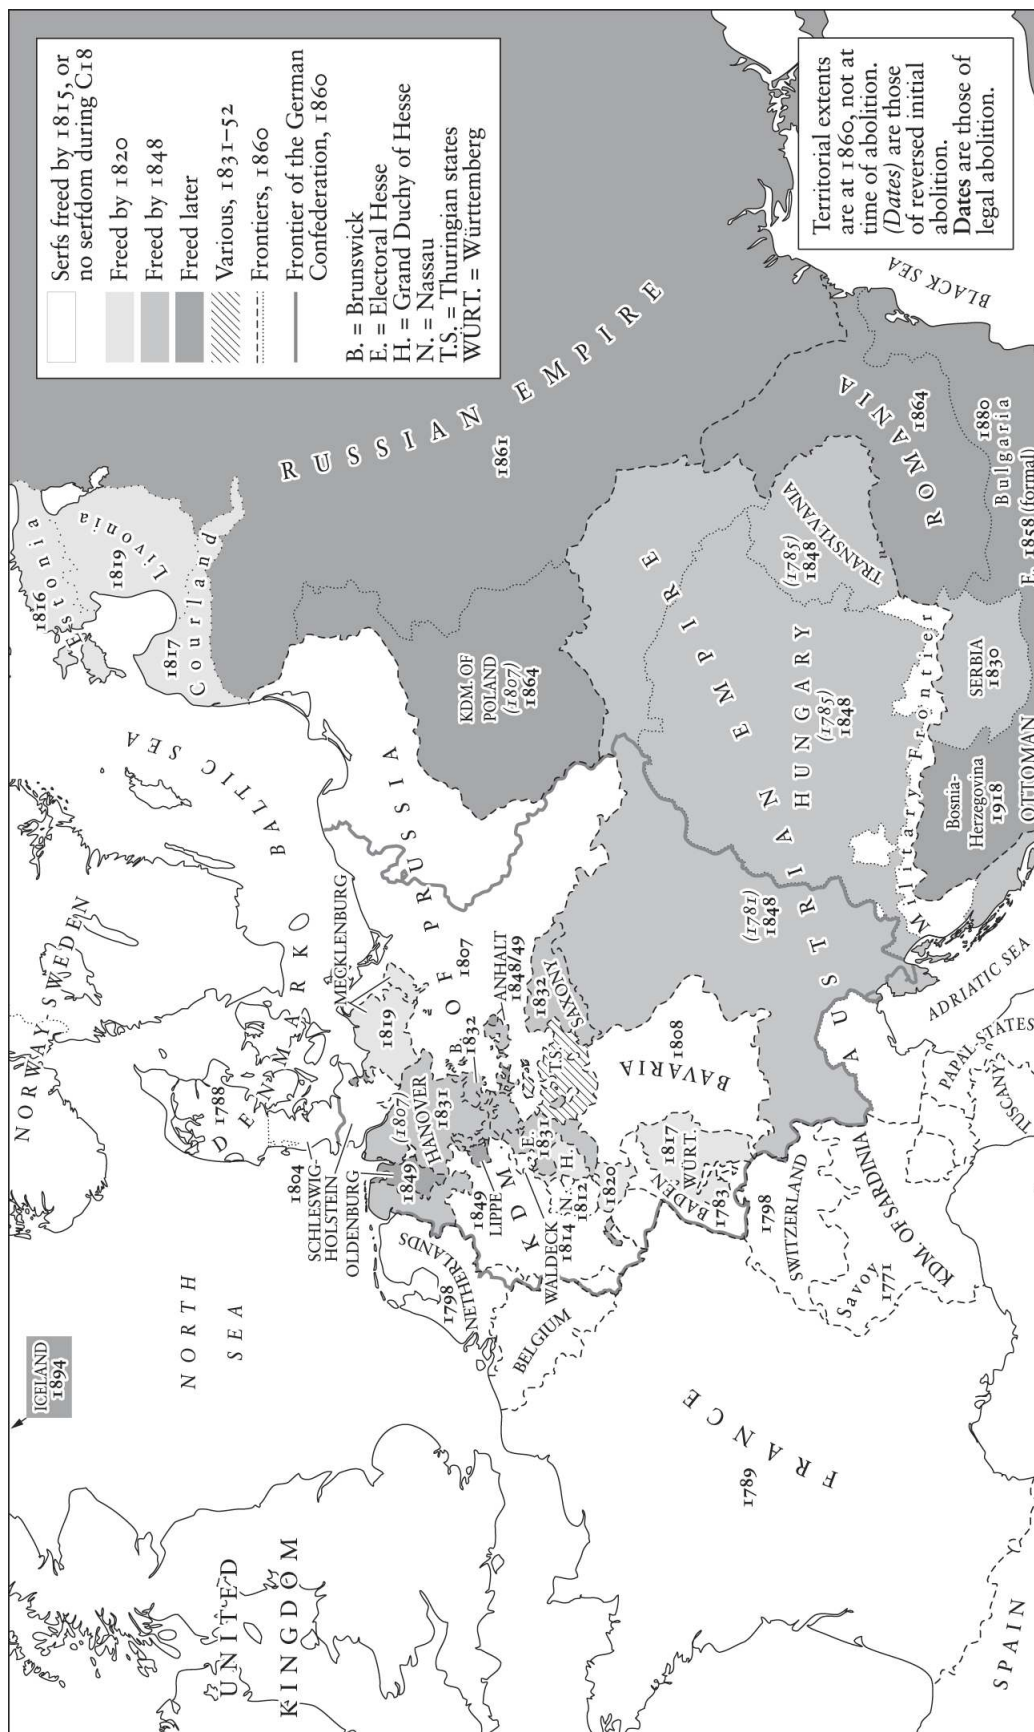 Serfs freed by 1815, or
no serfdom during C18
Freed by 1820
Freed by 1848
Freed later
Various, 1831–52
Frontiers, 1860
Frontier of the German
Confederation, 1860
B. = Brunswick
E. = Electoral Hesse
H. = Grand Duchy of Hesse
N. = Nassau
T.S. = Thuringian states
WÜRT. = Württemberg
Territorial extents
are at 1860, not at
time of abolition.
(Dates) are those
of reversed initial
abolition.
Dates are those of
legal abolition.
ICELAND
1894
NORTH
SEA
UNITED
KINGDOM
NORWAY-SWEDEN
DENMARK
1788
1804
SCHLESWIG-
HOLSTEIN
OLDENBURG
1849
BALTIC SEA
Estonia
1816
Livonia
1819
Courland
1817
RUSSIAN EMPIRE
1861
KDM. OF
POLAND
(1807)
1864
KDM. OF PRUSSIA
1807
MECKLENBURG
1819
HANOVER
(1807)
1831
B.
1832
ANHALT
1848/49
SAXONY
1832
T.S.
E.
1831
H.
1820
N.
1812
WALDECK
1814
LIPPE
1849
NETHERLANDS
1798
BELGIUM
FRANCE
1789
SPAIN
BADEN
1783
WÜRT.
1817
BAVARIA
1808
SWITZERLAND
1798
Savoy
1771
KDM. OF SARDINIA
TUSCANY
PAPAL STATES
ADRIATIC SEA
AUSTRIAN EMPIRE
(1781)
1848
HUNGARY
(1785)
1848
TRANSYLVANIA
(1785)
1848
Military Frontier
Bosnia-
Herzegovina
1918
SERBIA
1830
OTTOMAN
ROMANIA
1864
1880
Bulgaria
E. 1858 (formal)
BLACK SEA